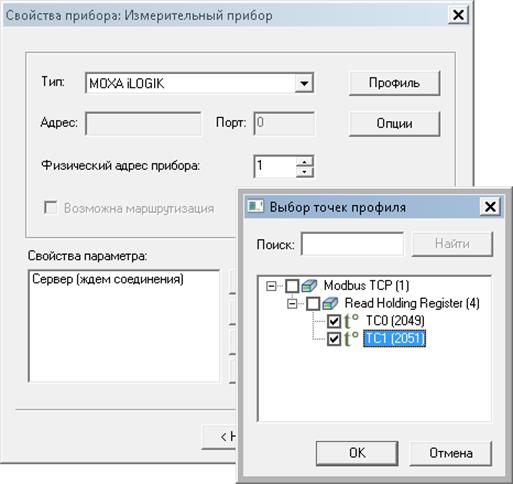 Свойства прибора: Измерительный прибор
Тип: MOXA iLOGIK Профиль
Адрес: Порт: 0 Опции
Физический адрес прибора: 1
Возможна маршрутизация
Свойства параметра:
Сервер (ждем соединения)
Выбор точек профиля
Поиск: Найти
Modbus TCP (1)
Read Holding Register (4)
t° TC0 (2049)
t° TC1 (2051)
OK Отмена